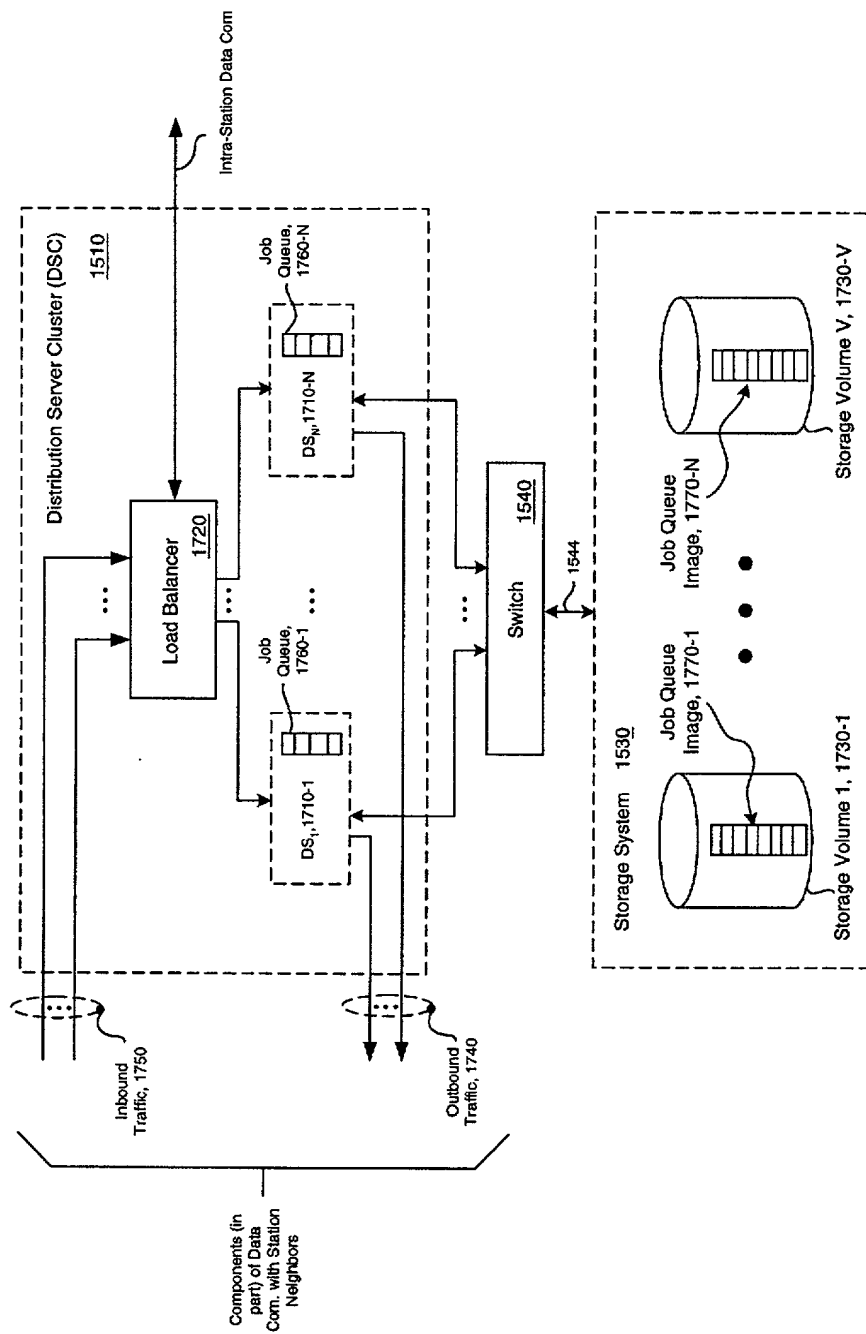 Components (in
part) of Data
Com. with Station
Neighbors
Inbound
Traffic, 1750
Outbound
Traffic, 1740
Distribution Server Cluster (DSC)
1510
Intra-Station Data Com
Load Balancer
1720
Job
Queue,
1760-1
DS1,1710-1
Job
Queue,
1760-N
DSN,1710-N
Switch
1540
1544
Storage System 1530
Job Queue
Image, 1770-1
Job Queue
Image, 1770-N
Storage Volume 1, 1730-1
Storage Volume V, 1730-V